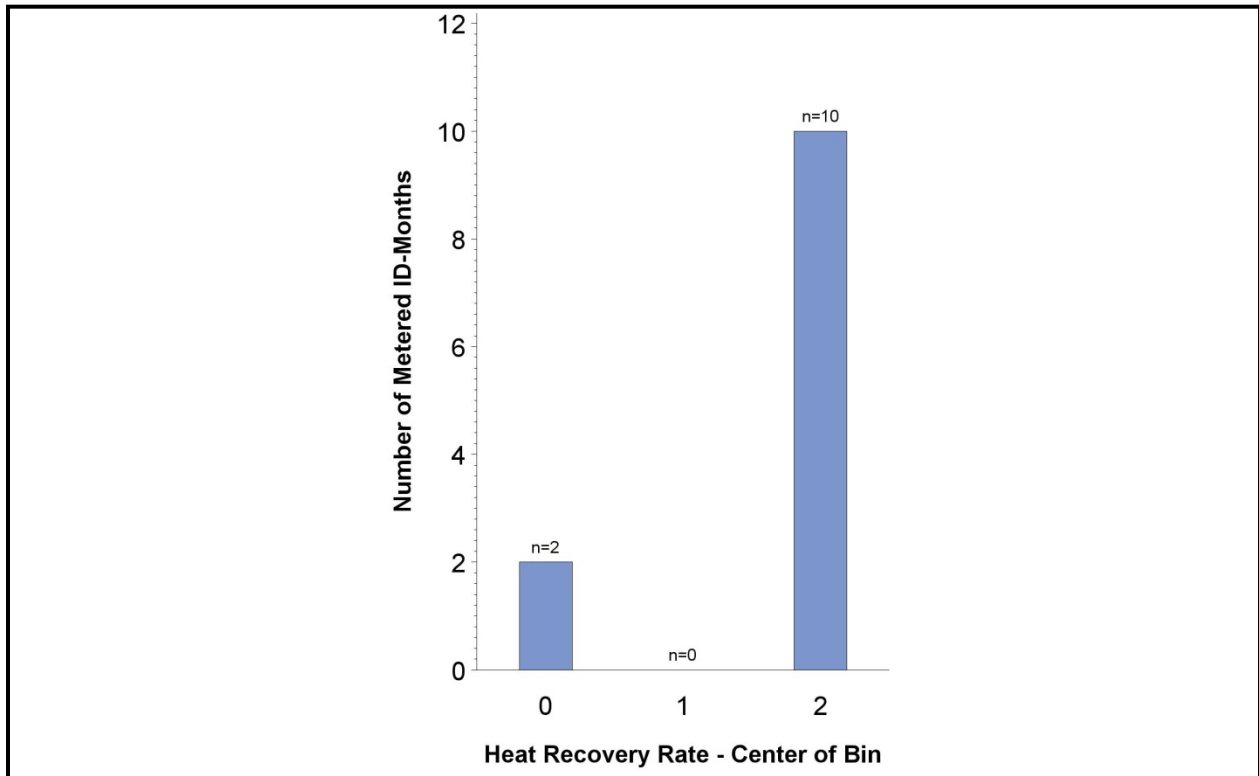 12
10
8
6
4
2
0
Number of Metered ID-Months
n=2
n=0
n=10
0 1 2
Heat Recovery Rate - Center of Bin